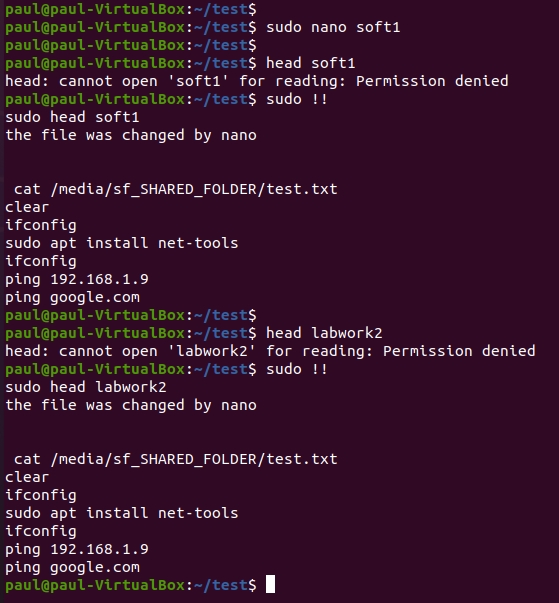 paul@paul-VirtualBox:~/test$
paul@paul-VirtualBox:~/test$ sudo nano soft1
paul@paul-VirtualBox:~/test$
paul@paul-VirtualBox:~/test$ head soft1
head: cannot open 'soft1' for reading: Permission denied
paul@paul-VirtualBox:~/test$ sudo !!
sudo head soft1
the file was changed by nano
 cat /media/sf_SHARED_FOLDER/test.txt
clear
ifconfig
sudo apt install net-tools
ifconfig
ping 192.168.1.9
ping google.com
paul@paul-VirtualBox:~/test$
paul@paul-VirtualBox:~/test$ head labwork2
head: cannot open 'labwork2' for reading: Permission denied
paul@paul-VirtualBox:~/test$ sudo !!
sudo head labwork2
the file was changed by nano
 cat /media/sf_SHARED_FOLDER/test.txt
clear
ifconfig
sudo apt install net-tools
ifconfig
ping 192.168.1.9
ping google.com
paul@paul-VirtualBox:~/test$